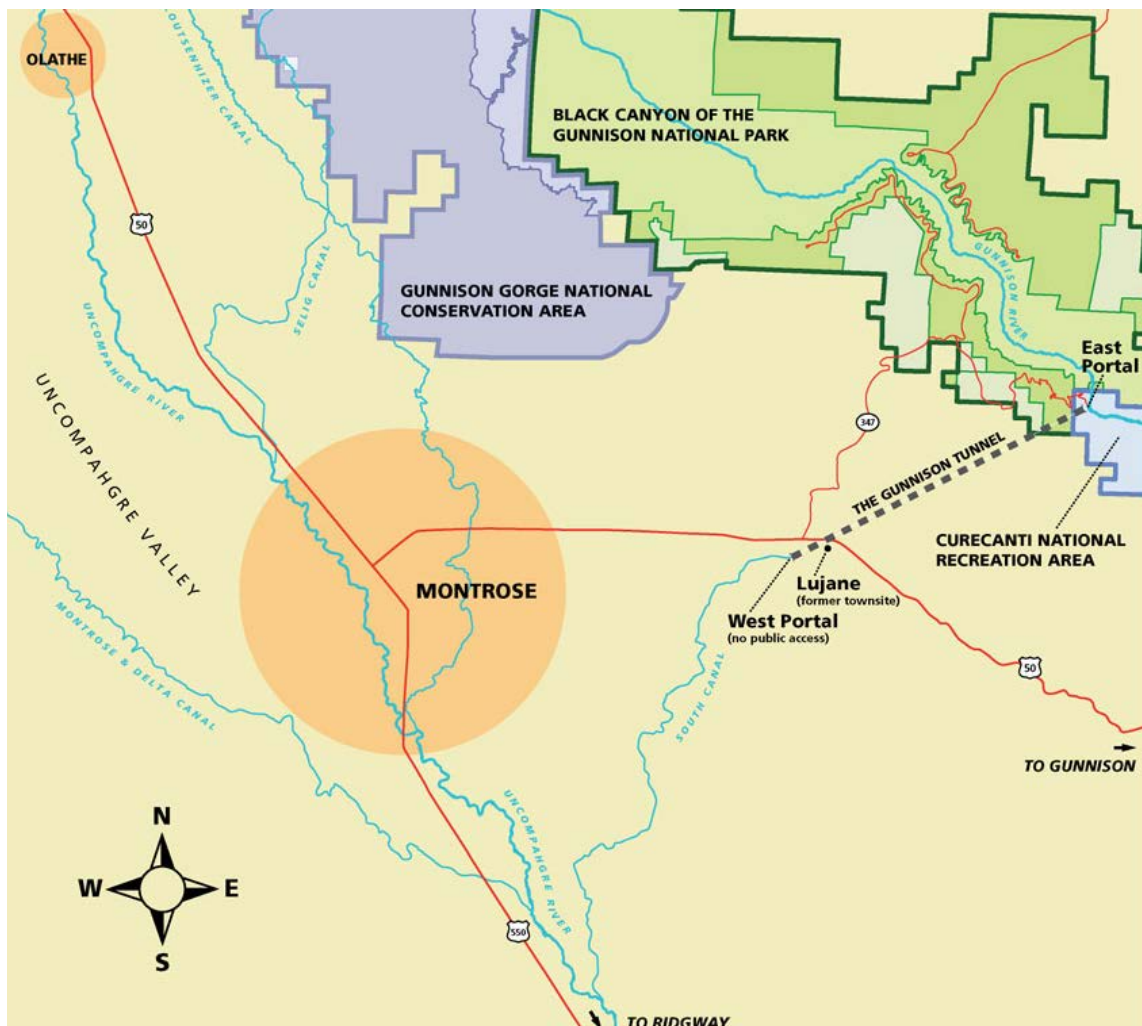 OLATHE
OUTSENHIZER CANAL
50
BLACK CANYON OF THE
GUNNISON NATIONAL PARK
SELIG CANAL
GUNNISON GORGE NATIONAL
CONSERVATION AREA
GUNNISON RIVER
UNCOMPAHGRE RIVER
East
Portal
UNCOMPAHGRE VALLEY
347
THE GUNNISON TUNNEL
CURECANTI NATIONAL
RECREATION AREA
MONTROSE
Lujane
(former townsite)
West Portal
(no public access)
MONTROSE & DELTA CANAL
SOUTH CANAL
50
TO GUNNISON
UNCOMPAHGRE RIVER
N
W
E
S
550
TO RIDGWAY